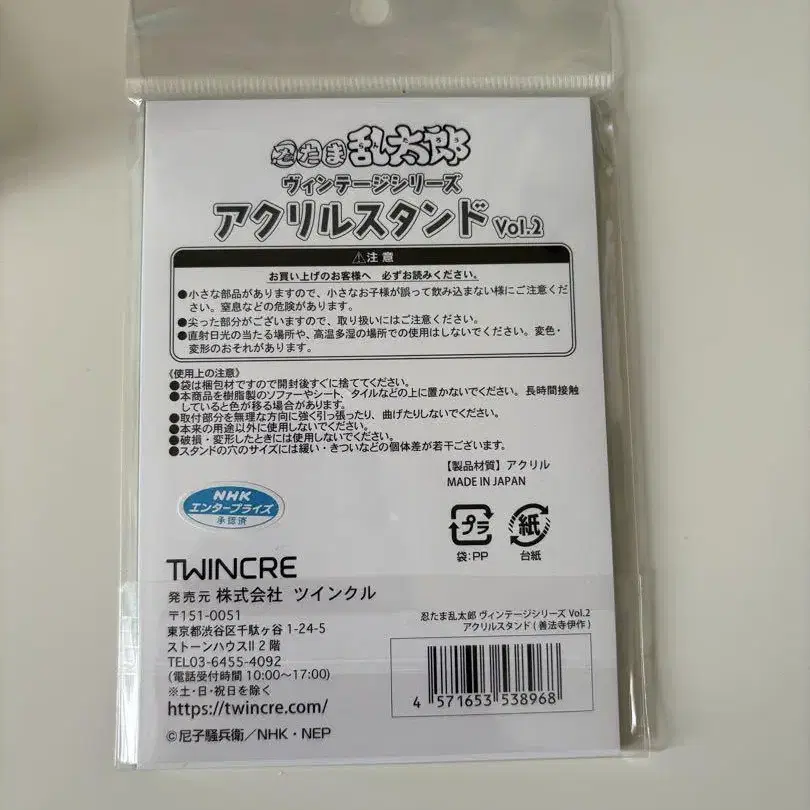 忍たま乱太郎
ヴィンテージシリーズ
アクリルスタンド Vol.2
⚠注意
お買い上げのお客様へ 必ずお読みください。
●小さな部品がありますので、小さなお子様が誤って飲み込まない様にご注意くだ
さい。窒息などの危険があります。
●尖った部分がございますので、取り扱いにはご注意ください。
●直射日光の当たる場所や、高温多湿の場所での使用はしないでください。変色・
変形のおそれがあります。
《使用上の注意》
●袋は梱包材ですので開封後すぐに捨ててください。
●本商品を樹脂製のソファーやシート、タイルなどの上に置かないでください。長時間接触
していると色が移る場合があります。
●取付部分を無理な方向に強く引っ張ったり、曲げたりしないでください。
●本来の用途以外に使用しないでください。
●破損・変形したときには使用しないでください。
●スタンドの穴のサイズには緩い・きついなどの個体差が若干ございます。
【製品材質】アクリル
MADE IN JAPAN
NHK
エンタープライズ
承認済
プラ
袋:PP
紙
台紙
TWINCRE
発売元 株式会社 ツインクル
〒151-0051
東京都渋谷区千駄ヶ谷 1-24-5
ストーンハウスII 2 階
TEL03-6455-4092
(電話受付時間 10:00〜17:00)
※土・日・祝日を除く
https://twincre.com/
©尼子騒兵衛/NHK・NEP
忍たま乱太郎 ヴィンテージシリーズ Vol.2
アクリルスタンド ( 善法寺伊作 )
4 571653 538968